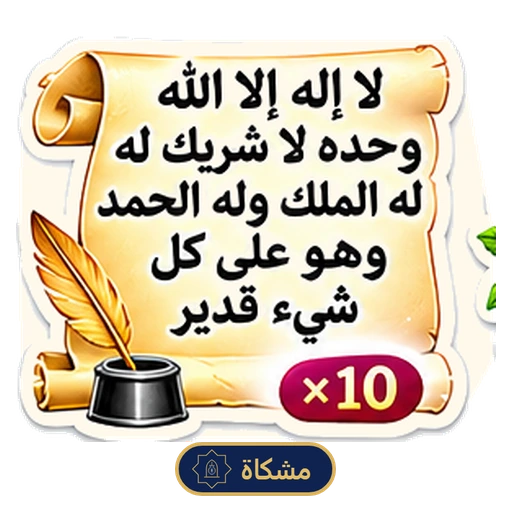 لا إله إلا الله
وحده لا شريك له
له الملك وله الحمد
وهو على كل
شيء قدير
×10
مشكاة